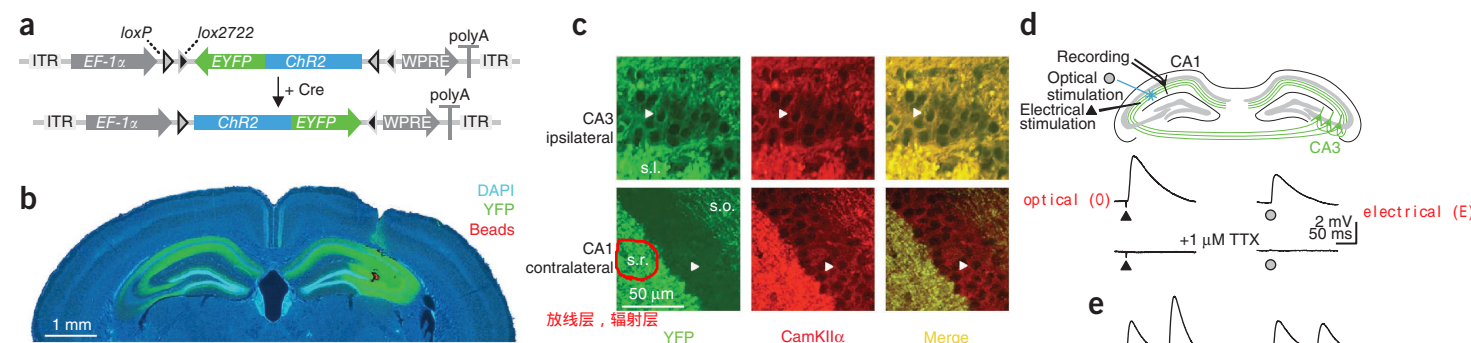 a
loxP
lox2722
polyA
ITR EF-1α EYFP ChR2 WPRE ITR
+ Cre
polyA
ITR EF-1α ChR2 EYFP WPRE ITR
b
DAPI
YFP
Beads
1 mm
c
CA3
ipsilateral
s.l.
CA1
contralateral
s.o.
s.r.
50 μm
放线层，辐射层
YFP
CamKIIα
Merge
d
Recording
CA1
Optical
stimulation
Electrical
stimulation
CA3
optical (O)
electrical (E)
2 mV
50 ms
+1 μM TTX
e